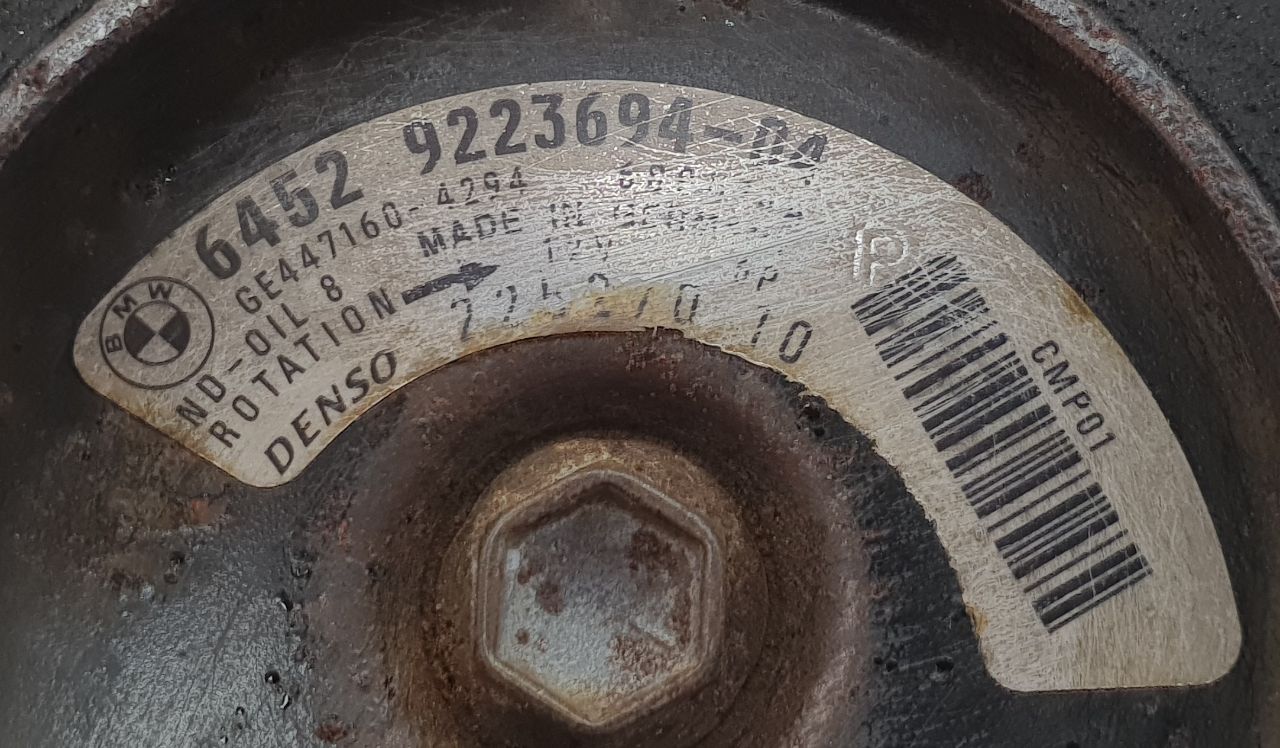 BMW
6452 9223694-04
GE447160-4294
ND-OIL 8
MADE IN
12V
ROTATION
DENSO
10
CMP01